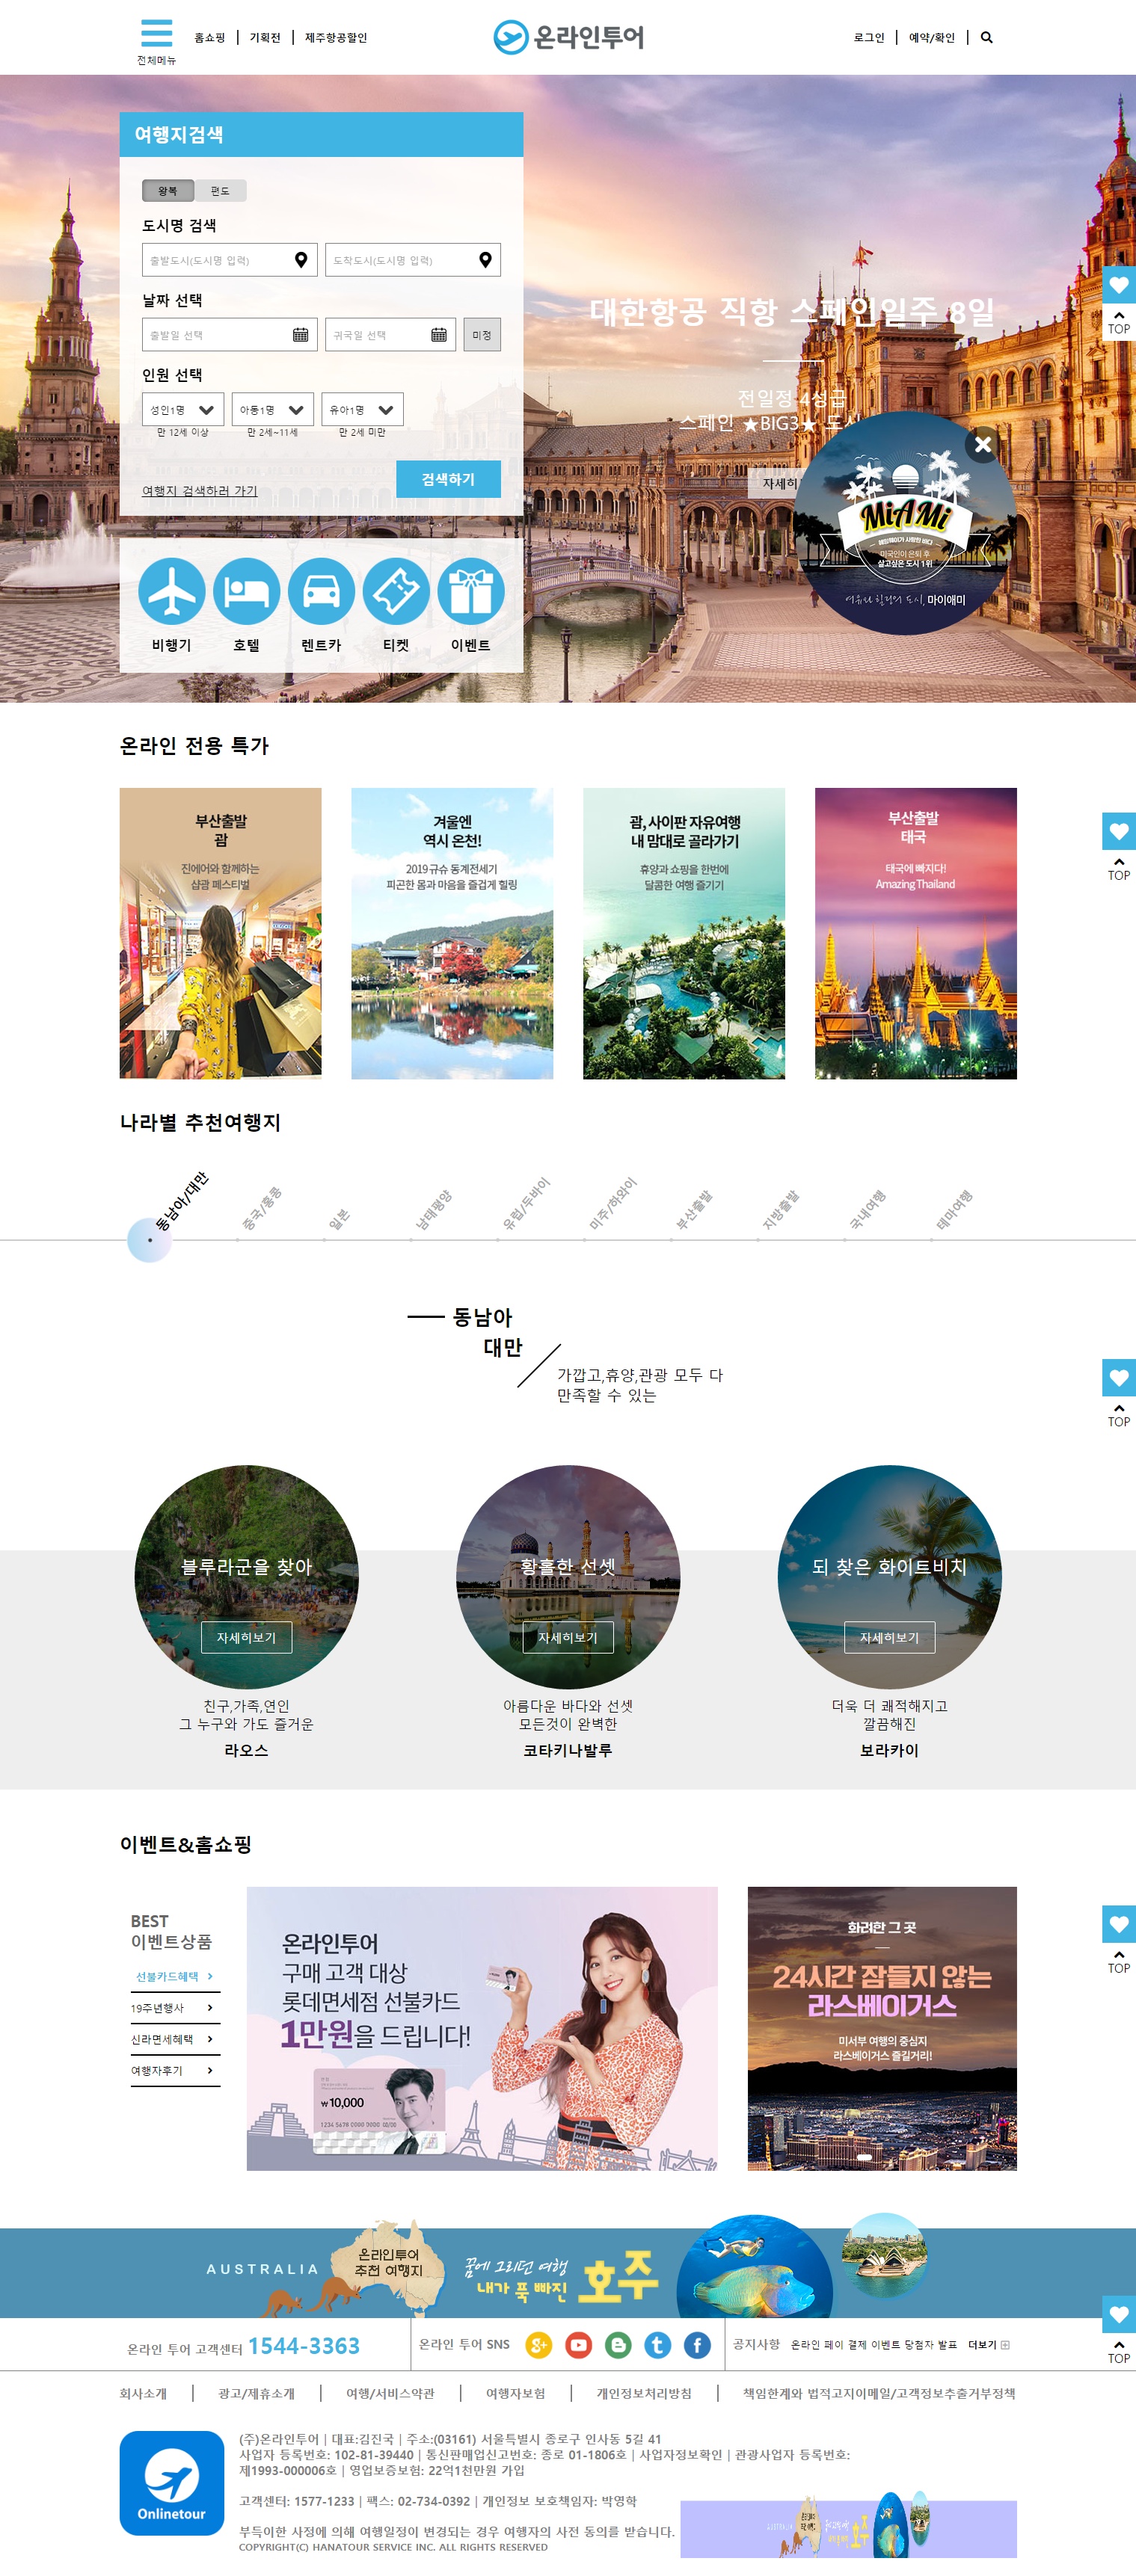 전체메뉴
홈쇼핑
기획전
제주항공할인
온라인투어
로그인
예약/확인
여행지검색
왕복
편도
도시명 검색
출발도시(도시명 입력)
도착도시(도시명 입력)
날짜 선택
출발일 선택
귀국일 선택
미정
인원 선택
성인1명
아동1명
유아1명
만 12세 이상
만 2세~11세
만 2세 미만
여행지 검색하러 가기
검색하기
비행기
호텔
렌트카
티켓
이벤트
대한항공 직항 스페인일주 8일
전일정 4성급
스페인 ★BIG3★ 도시
자세히
MiAMi
헤밍웨이가 사랑한 바다
미국인이 은퇴 후
살고싶은 도시 1위
여유와 힐링의 도시, 마이애미
TOP
온라인 전용 특가
부산출발
괌
진에어와 함께하는
샵괌 페스티벌
겨울엔
역시 온천!
2019 규슈 동계전세기
피곤한 몸과 마음을 즐겁게 힐링
괌, 사이판 자유여행
내 맘대로 골라가기
휴양과 쇼핑을 한번에
달콤한 여행 즐기기
부산출발
태국
태국에 빠지다!
Amazing Thailand
TOP
나라별 추천여행지
동남아/대만
중국/홍콩
일본
남태평양
유럽/두바이
미주/하와이
부산출발
지방출발
국내여행
테마여행
동남아
대만
가깝고,휴양,관광 모두 다
만족할 수 있는
TOP
블루라군을 찾아
자세히보기
친구,가족,연인
그 누구와 가도 즐거운
라오스
황홀한 선셋
자세히보기
아름다운 바다와 선셋
모든것이 완벽한
코타키나발루
되 찾은 화이트비치
자세히보기
더욱 더 쾌적해지고
깔끔해진
보라카이
이벤트&홈쇼핑
BEST
이벤트상품
선불카드혜택
19주년행사
신라면세혜택
여행자후기
온라인투어
구매 고객 대상
롯데면세점 선불카드
1만원을 드립니다!
₩10,000
화려한 그 곳
24시간 잠들지 않는
라스베이거스
미서부 여행의 중심지
라스베이거스 즐길거리!
TOP
AUSTRALIA
온리인투어
추천 여행지
꿈에 그리던 여행
내가 푹 빠진
호주
온라인 투어 고객센터 1544-3363
온라인 투어 SNS
공지사항
온라인 페이 결제 이벤트 당첨자 발표
더보기
TOP
회사소개
광고/제휴소개
여행/서비스약관
여행자보험
개인정보처리방침
책임한계와 법적고지이메일/고객정보추출거부정책
Onlinetour
(주)온라인투어 | 대표:김진국 | 주소:(03161) 서울특별시 종로구 인사동 5길 41
사업자 등록번호: 102-81-39440 | 통신판매업신고번호: 종로 01-1806호 | 사업자정보확인 | 관광사업자 등록번호:
제1993-000006호 | 영업보증보험: 22억1천만원 가입
고객센터: 1577-1233 | 팩스: 02-734-0392 | 개인정보 보호책임자: 박영학
부득이한 사정에 의해 여행일정이 변경되는 경우 여행자의 사전 동의를 받습니다.
COPYRIGHT(C) HANATOUR SERVICE INC. ALL RIGHTS RESERVED